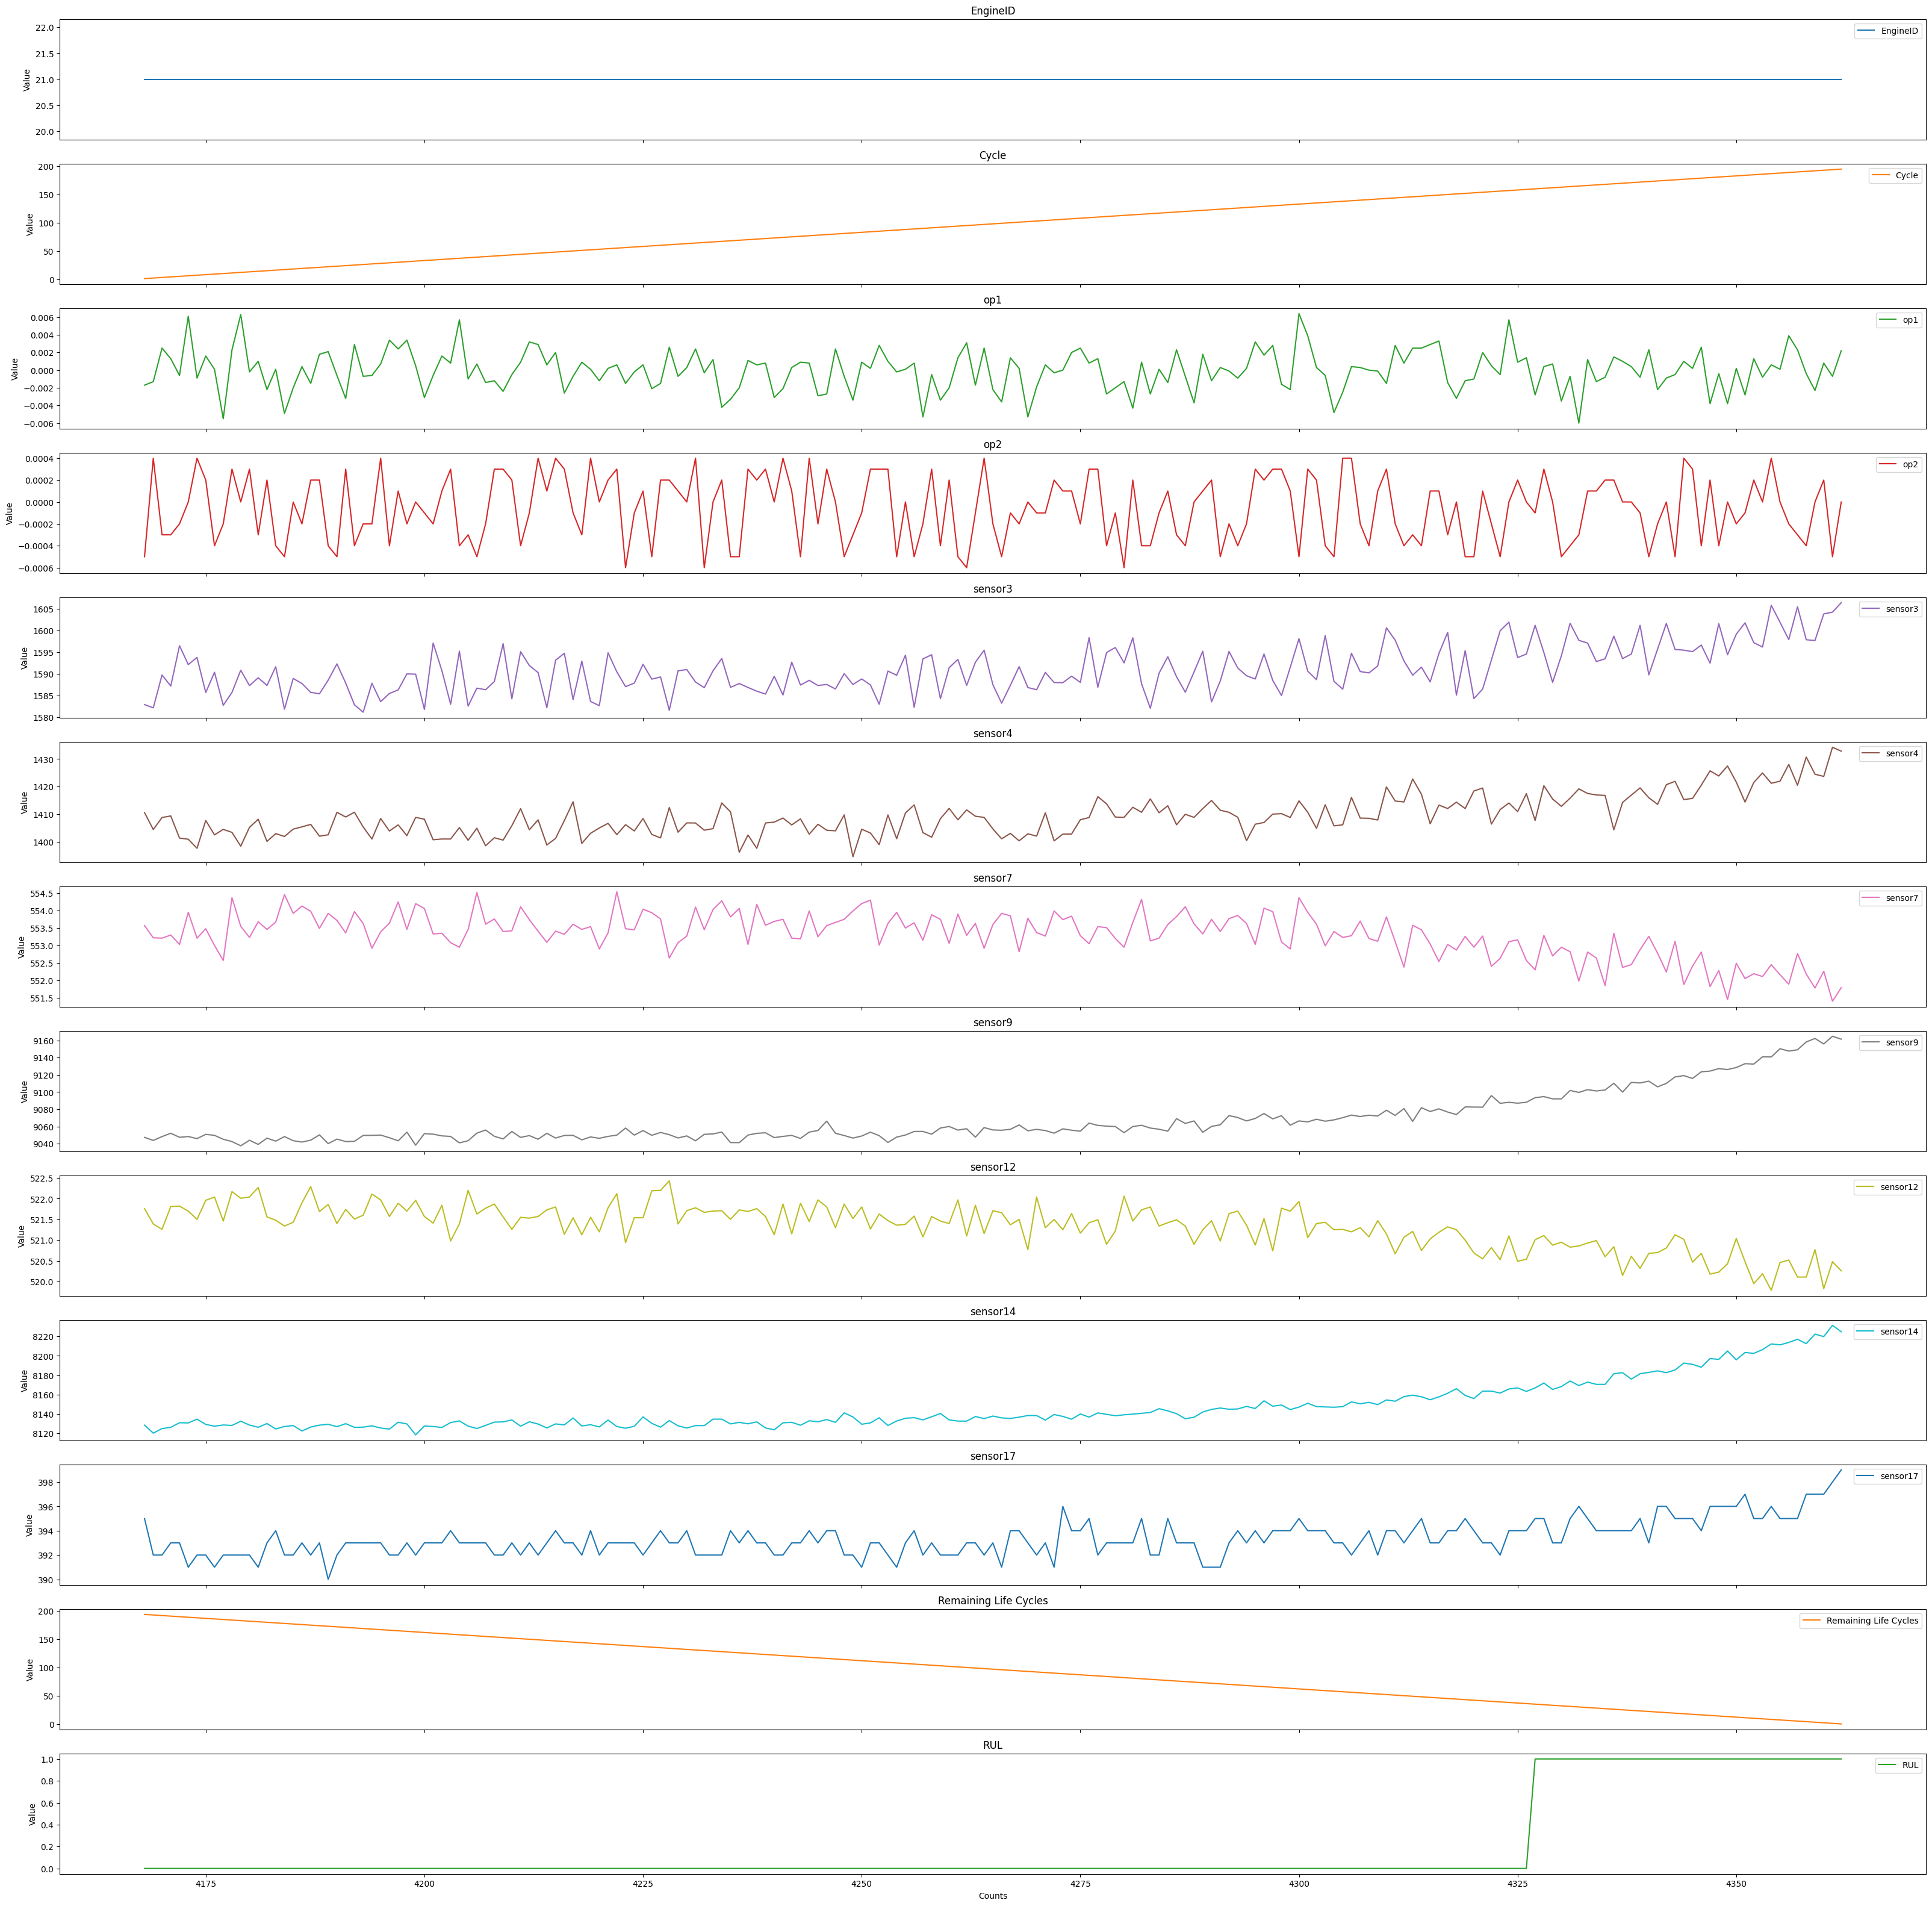 EngineID
22.0
21.5
21.0
20.5
20.0
Value
EngineID
Cycle
200
150
100
50
0
Value
Cycle
op1
0.006
0.004
0.002
0.000
−0.002
−0.004
−0.006
Value
op1
op2
0.0004
0.0002
0.0000
−0.0002
−0.0004
−0.0006
Value
op2
sensor3
1605
1600
1595
1590
1585
1580
Value
sensor3
sensor4
1430
1420
1410
1400
Value
sensor4
sensor7
554.5
554.0
553.5
553.0
552.5
552.0
551.5
Value
sensor7
sensor9
9160
9140
9120
9100
9080
9060
9040
Value
sensor9
sensor12
522.5
522.0
521.5
521.0
520.5
520.0
Value
sensor12
sensor14
8220
8200
8180
8160
8140
8120
Value
sensor14
sensor17
398
396
394
392
390
Value
sensor17
Remaining Life Cycles
200
150
100
50
0
Value
Remaining Life Cycles
RUL
1.0
0.8
0.6
0.4
0.2
0.0
Value
RUL
4175 4200 4225 4250 4275 4300 4325 4350
Counts